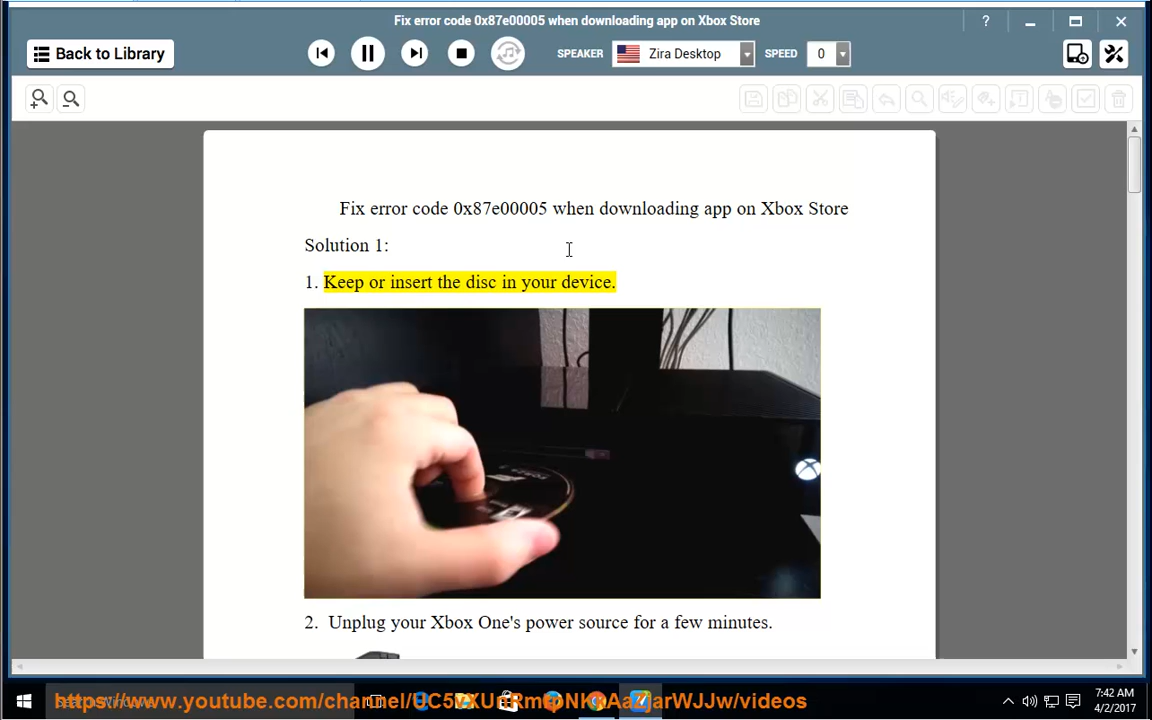 Fix error code 0x87e00005 when downloading app on Xbox Store
?
Back to Library
SPEAKER
Zira Desktop
SPEED
0
Fix error code 0x87e00005 when downloading app on Xbox Store
Solution 1:
1. Keep or insert the disc in your device.
2. Unplug your Xbox One's power source for a few minutes.
7:42 AM
4/2/2017